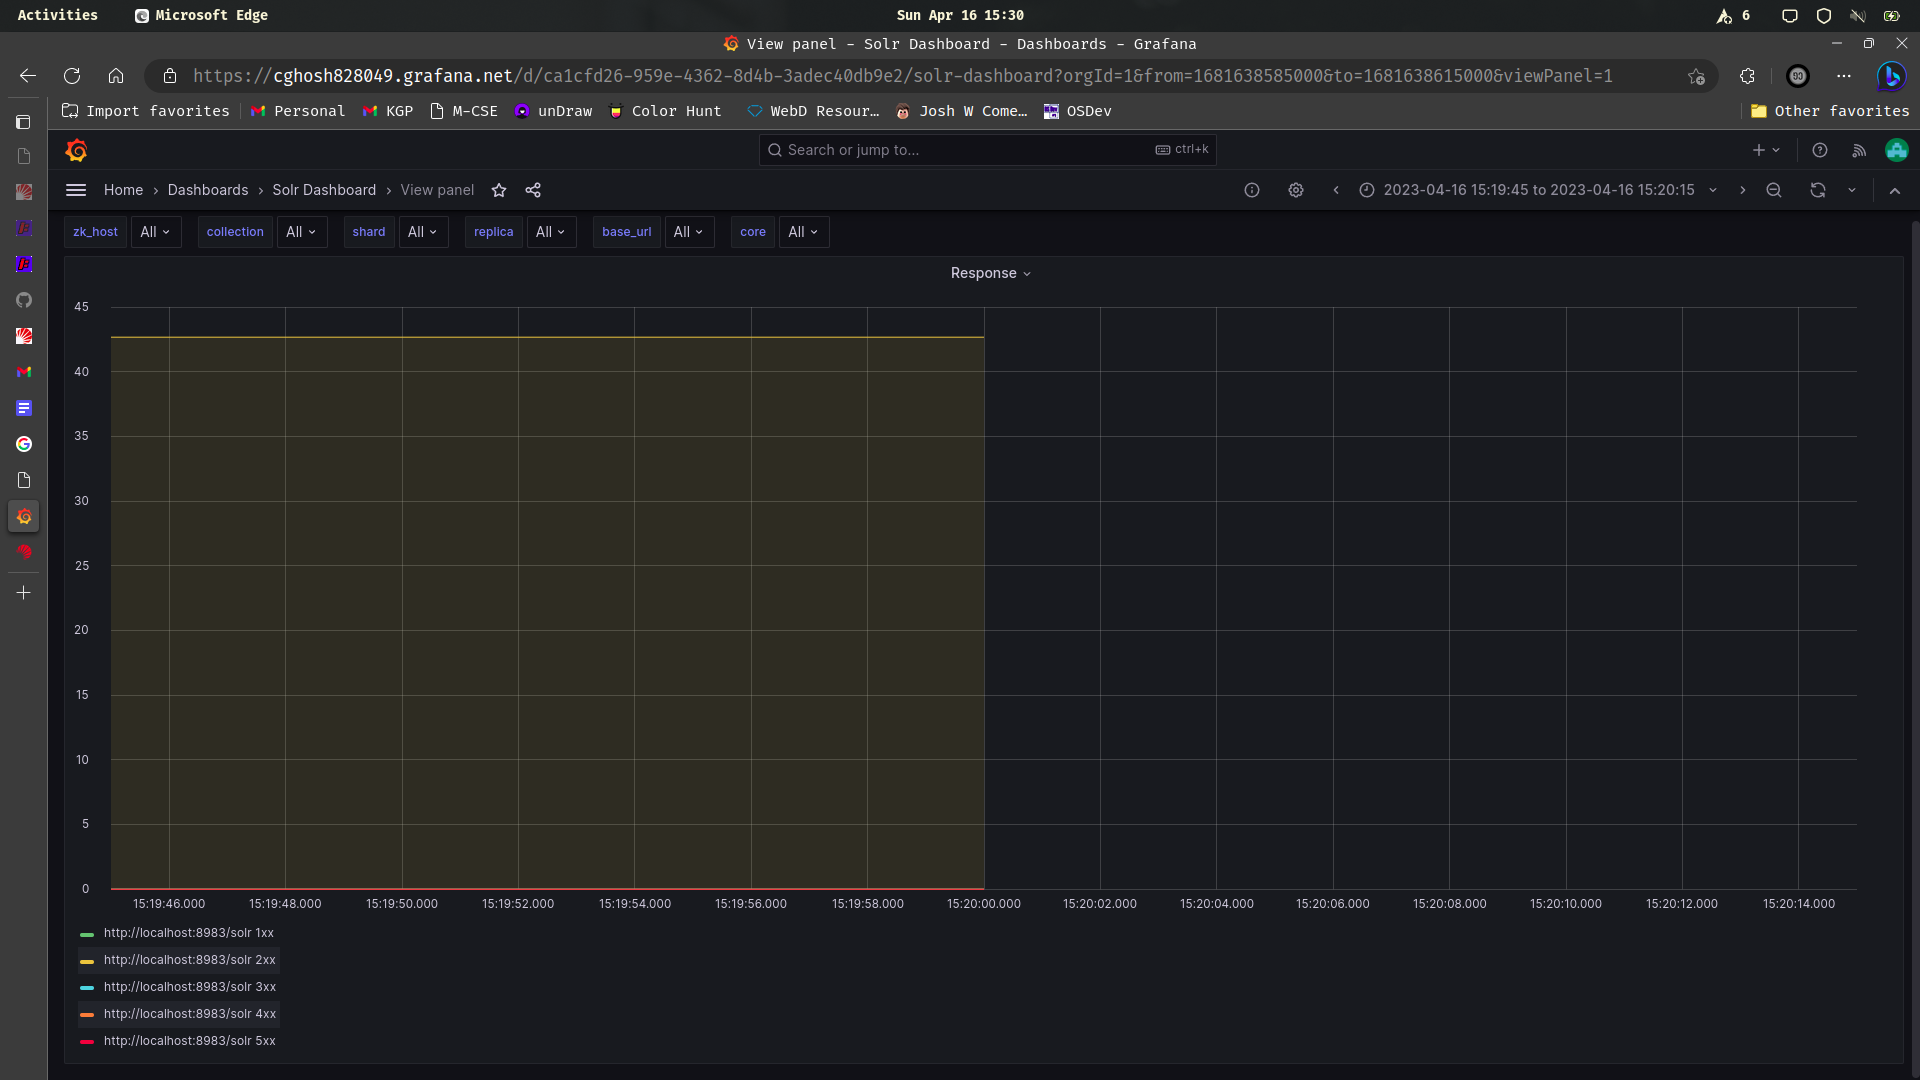 Activities
Microsoft Edge
Sun Apr 16 15:30
6
View panel - Solr Dashboard - Dashboards - Grafana
https://cghosh828049.grafana.net/d/ca1cfd26-959e-4362-8d4b-3adec40db9e2/solr-dashboard?orgId=1&from=1681638585000&to=1681638615000&viewPanel=1
Import favorites
Personal
KGP
M-CSE
unDraw
Color Hunt
WebD Resour…
Josh W Come…
OSDev
Other favorites
Search or jump to...
ctrl+k
Home › Dashboards › Solr Dashboard › View panel
2023-04-16 15:19:45 to 2023-04-16 15:20:15
zk_host All
collection All
shard All
replica All
base_url All
core All
Response
45
40
35
30
25
20
15
10
5
0
15:19:46.000 15:19:48.000 15:19:50.000 15:19:52.000 15:19:54.000 15:19:56.000 15:19:58.000 15:20:00.000 15:20:02.000 15:20:04.000 15:20:06.000 15:20:08.000 15:20:10.000 15:20:12.000 15:20:14.000
http://localhost:8983/solr 1xx
http://localhost:8983/solr 2xx
http://localhost:8983/solr 3xx
http://localhost:8983/solr 4xx
http://localhost:8983/solr 5xx